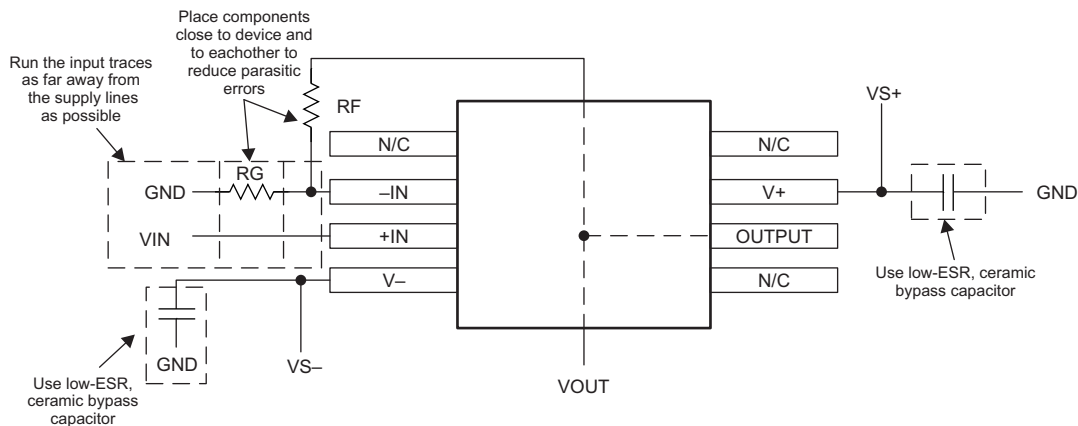 Place components
close to device and
to eachother to
reduce parasitic
errors
Run the input traces
as far away from
the supply lines
as possible
RF
VS+
N/C
N/C
RG
GND
–IN
V+
GND
VIN
+IN
OUTPUT
V–
N/C
Use low-ESR, ceramic
bypass capacitor
GND
VS–
VOUT
Use low-ESR,
ceramic bypass
capacitor